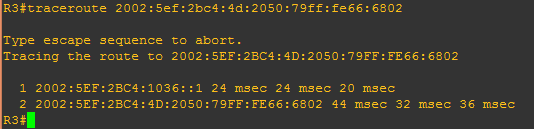 R3#traceroute 2002:5ef:2bc4:4d:2050:79ff:fe66:6802
Type escape sequence to abort.
Tracing the route to 2002:5EF:2BC4:4D:2050:79FF:FE66:6802
1 2002:5EF:2BC4:1036::1 24 msec 24 msec 20 msec
2 2002:5EF:2BC4:4D:2050:79FF:FE66:6802 44 msec 32 msec 36 msec
R3#